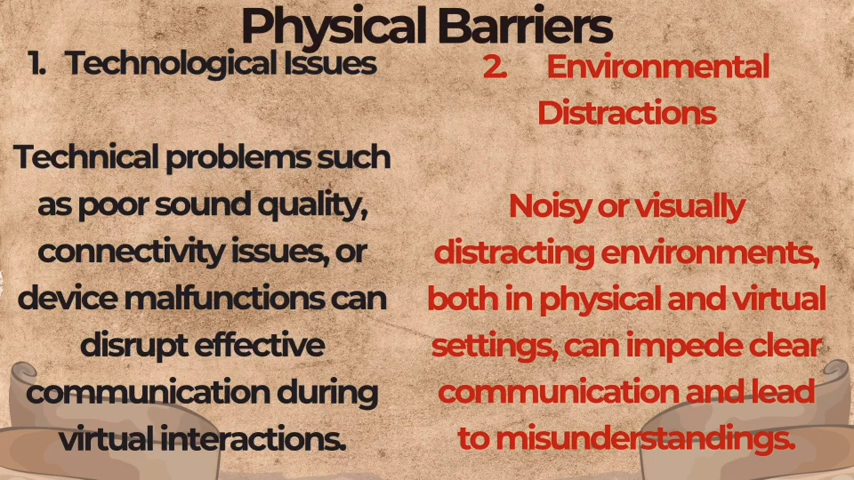 Physical Barriers
1. Technological Issues
Technical problems such
as poor sound quality,
connectivity issues, or
device malfunctions can
disrupt effective
communication during
virtual interactions.
2. Environmental
Distractions
Noisy or visually
distracting environments,
both in physical and virtual
settings, can impede clear
communication and lead
to misunderstandings.